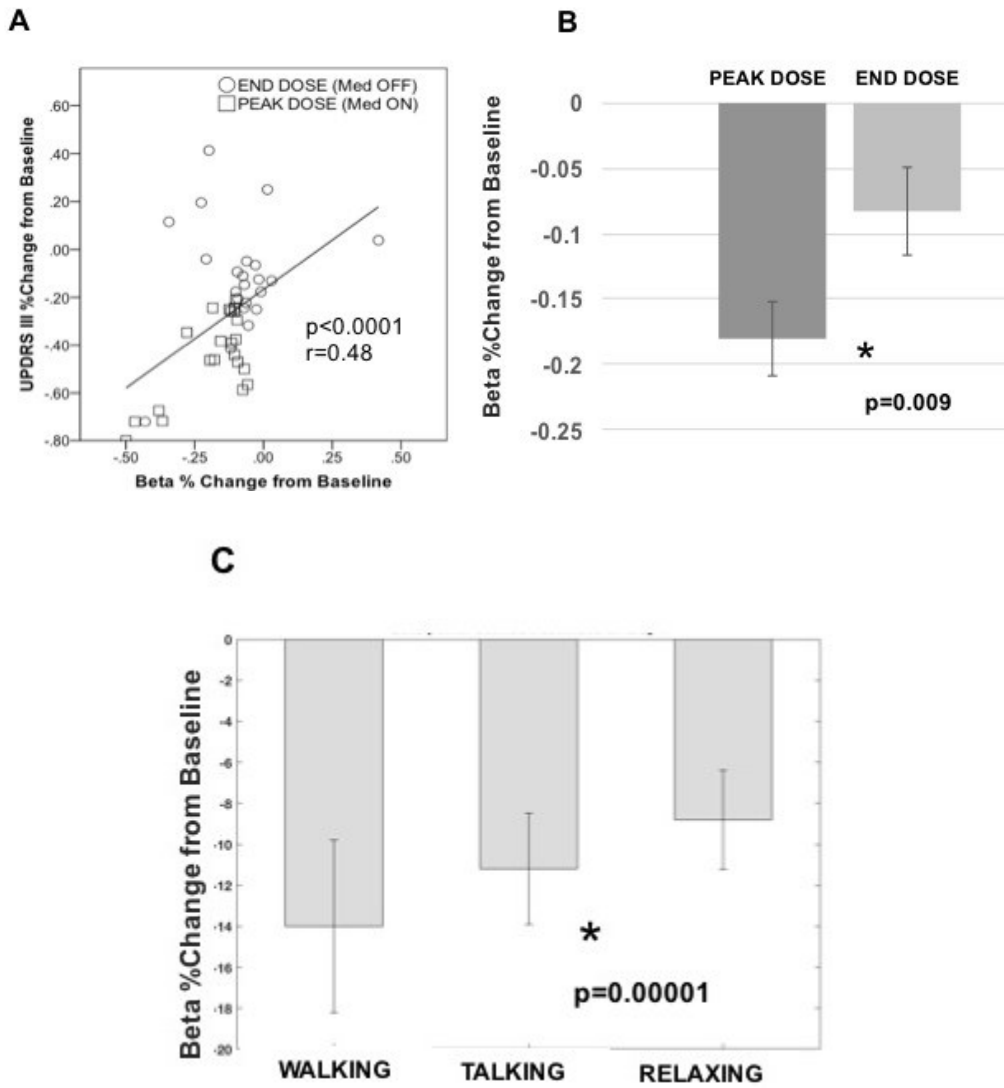 A
UPDRS III %Change from Baseline
.60
.40
.20
.00
-.20
-.40
-.60
-.80
END DOSE (Med OFF)
PEAK DOSE (Med ON)
p<0.0001
r=0.48
-.50
-.25
.00
.25
.50
Beta % Change from Baseline
B
PEAK DOSE END DOSE
Beta %Change from Baseline
0
-0.05
-0.1
-0.15
-0.2
-0.25
*
p=0.009
C
Beta %Change from Baseline
0
-2
-4
-6
-8
-10
-12
-14
-16
-18
-20
*
p=0.00001
WALKING TALKING RELAXING